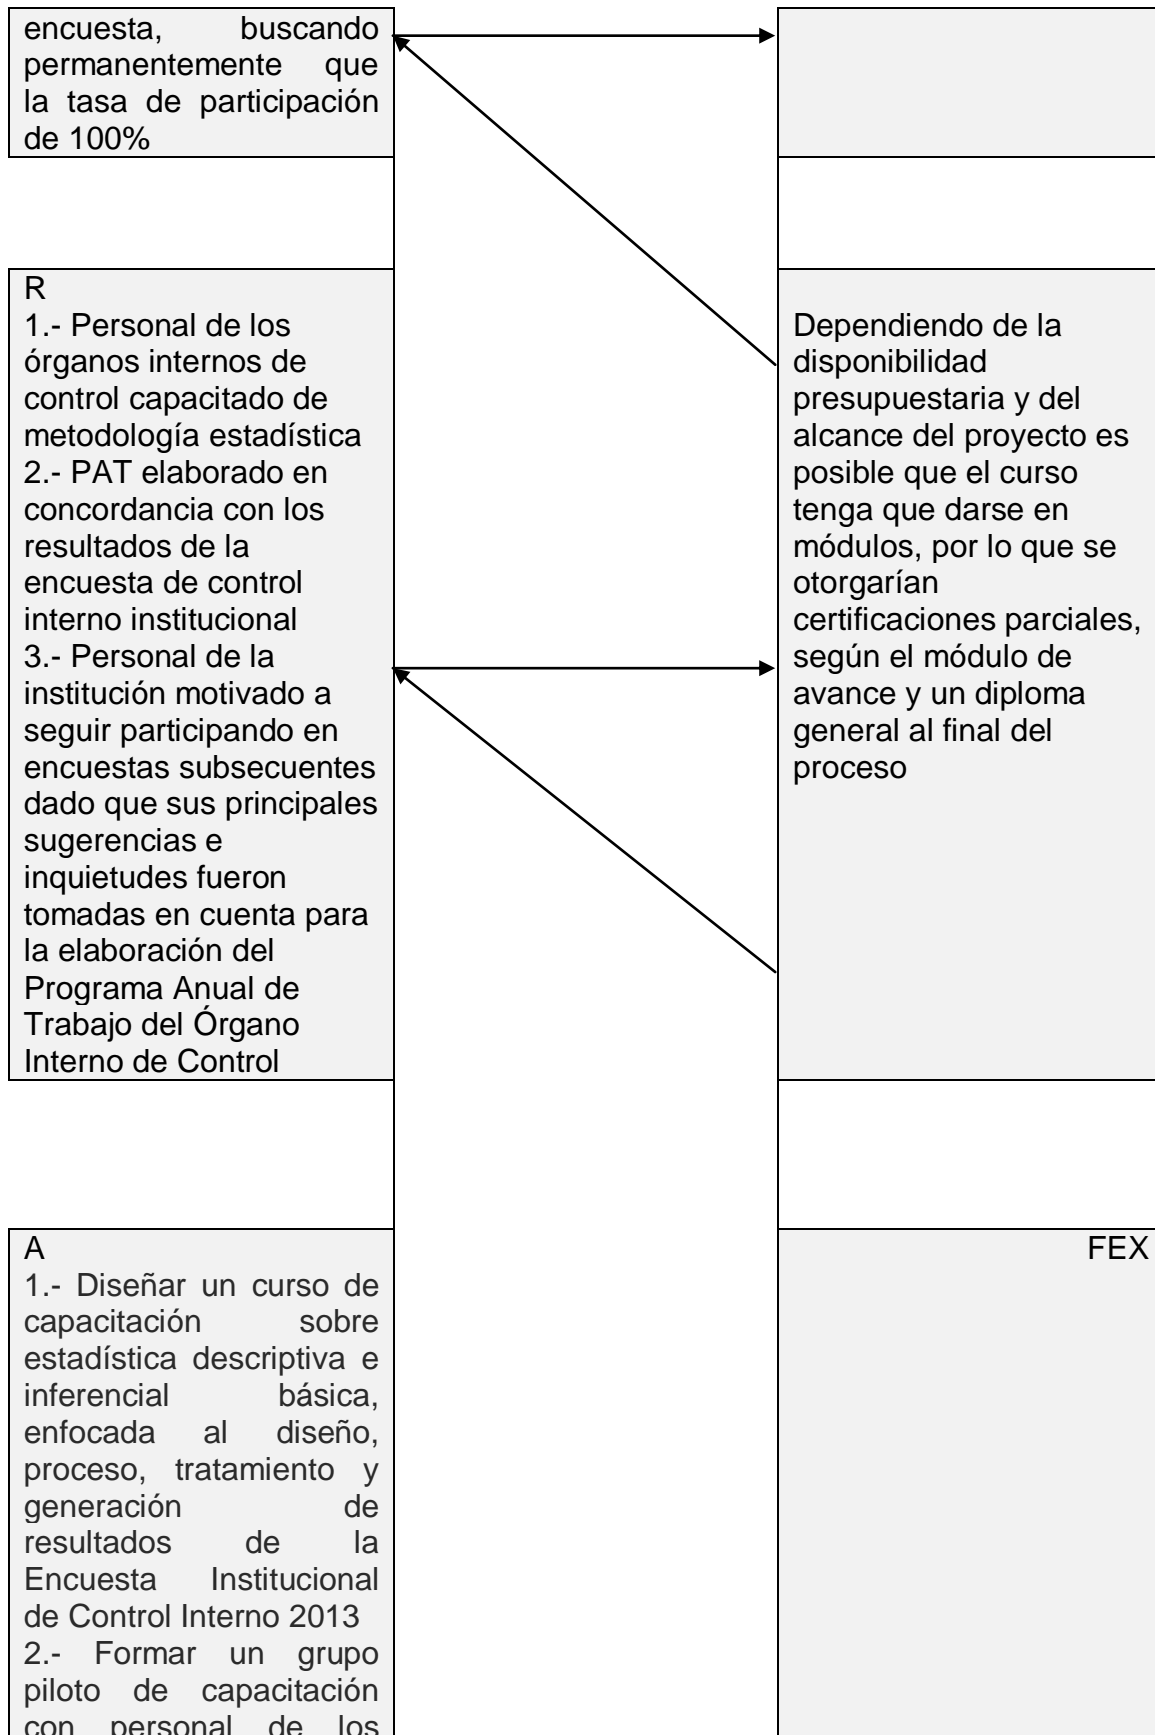 encuesta, buscando
permanentemente que
la tasa de participación
de 100%
R
1.- Personal de los
órganos internos de
control capacitado de
metodología estadística
2.- PAT elaborado en
concordancia con los
resultados de la
encuesta de control
interno institucional
3.- Personal de la
institución motivado a
seguir participando en
encuestas subsecuentes
dado que sus principales
sugerencias e
inquietudes fueron
tomadas en cuenta para
la elaboración del
Programa Anual de
Trabajo del Órgano
Interno de Control
Dependiendo de la
disponibilidad
presupuestaria y del
alcance del proyecto es
posible que el curso
tenga que darse en
módulos, por lo que se
otorgarían
certificaciones parciales,
según el módulo de
avance y un diploma
general al final del
proceso
A
1.- Diseñar un curso de
capacitación sobre
estadística descriptiva e
inferencial básica,
enfocada al diseño,
proceso, tratamiento y
generación de
resultados de la
Encuesta Institucional
de Control Interno 2013
2.- Formar un grupo
piloto de capacitación
con personal de los
FEX